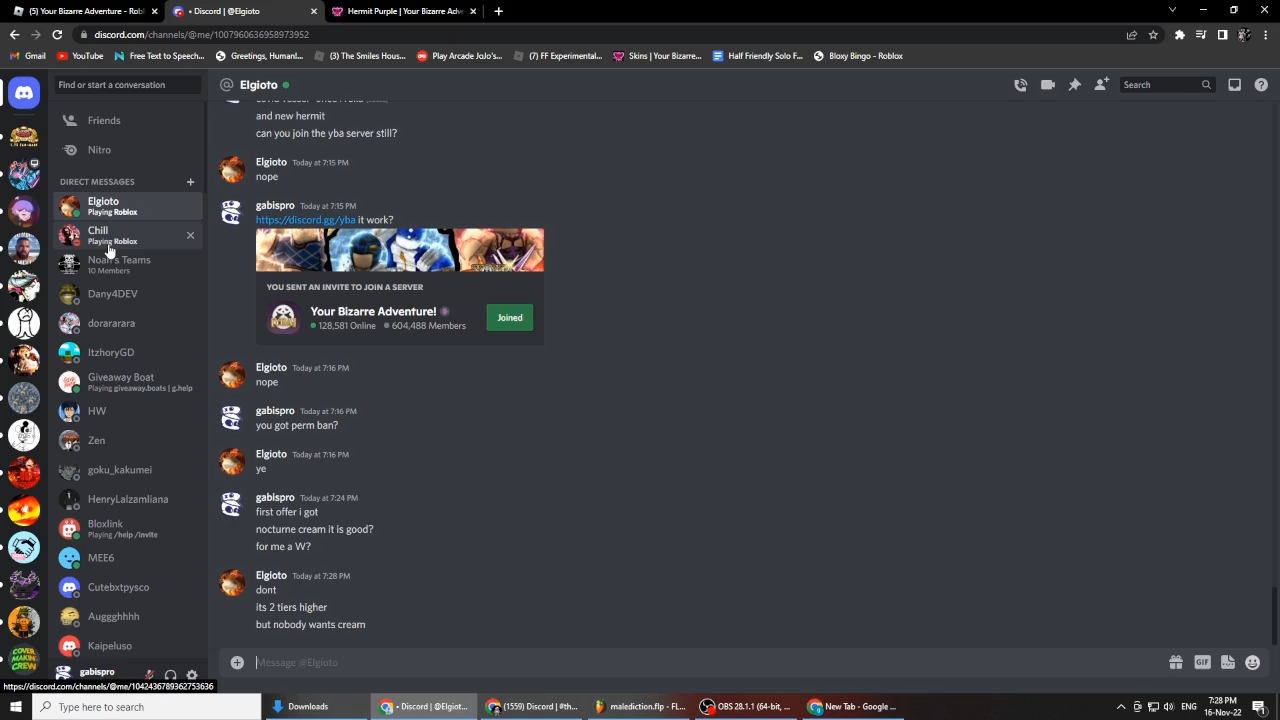 (5) Your Bizarre Adventure - Robl
• Discord | @Elgioto
Hermit Purple | Your Bizarre Adve
discord.com/channels/@me/1007960636958973952
Gmail
YouTube
Free Text to Speech...
Greetings, Human...
(3) The Smiles Hous...
Play Arcade JoJo's...
(7) FF Experimental...
Skins | Your Bizarre...
Half Friendly Solo F...
Bloxy Bingo - Roblox
Find or start a conversation
Friends
Nitro
DIRECT MESSAGES
Elgioto
Playing Roblox
Chill
Playing Roblox
Noah's Teams
10 Members
Dany4DEV
dorararara
ItzhoryGD
Giveaway Boat
Playing giveaway.boats | g.help
HW
Zen
goku_kakumei
HenryLalzamliana
Bloxlink
Playing /help /invite
MEE6
Cutebxtpysco
Auggghhhh
Kaipeluso
gabispro
@ Elgioto
Search
and new hermit
can you join the yba server still?
Elgioto Today at 7:15 PM
nope
gabispro Today at 7:15 PM
https://discord.gg/yba it work?
YOU SENT AN INVITE TO JOIN A SERVER
Your Bizarre Adventure!
128,581 Online 604,488 Members
Joined
Elgioto Today at 7:16 PM
nope
gabispro Today at 7:16 PM
you got perm ban?
Elgioto Today at 7:16 PM
ye
gabispro Today at 7:24 PM
first offer i got
nocturne cream it is good?
for me a W?
Elgioto Today at 7:28 PM
dont
its 2 tiers higher
but nobody wants cream
Message @Elgioto
GIF
https://discord.com/channels/@me/1042436789362753636
Type here to search
Downloads
• Discord | @Elgiot...
(1559) Discord | #th...
malediction.flp - FL...
OBS 28.1.1 (64-bit, ...
New Tab - Google ...
ENG
7:28 PM
16-Nov-22